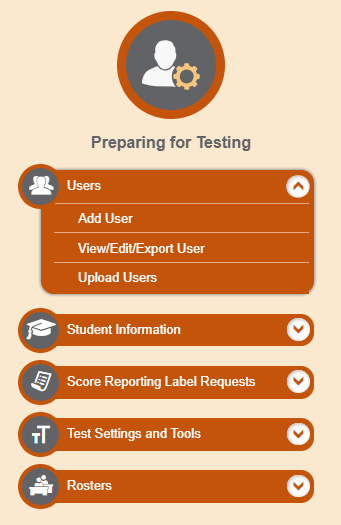 Preparing for Testing
Users
Add User
View/Edit/Export User
Upload Users
Student Information
Score Reporting Label Requests
Test Settings and Tools
Rosters